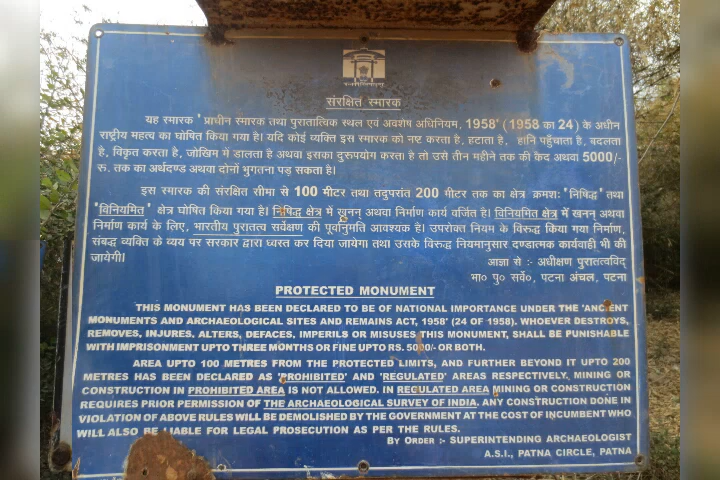 संरक्षित स्मारक
यह स्मारक ' प्राचीन स्मारक तथा पुरातात्विक स्थल एवं अवशेष अधिनियम, 1958' (1958 का 24) के अधीन
राष्ट्रीय महत्व का घोषित किया गया है। यदि कोई व्यक्ति इस स्मारक को नष्ट करता है, हटाता है, हानि पहुँचाता है, बदलता
है, विकृत करता है, जोखिम में डालता है अथवा इसका दुरूपयोग करता है तो उसे तीन महीने तक की कैद अथवा 5000/-
रु. तक का अर्थदण्ड अथवा दोनों भुगतना पड़ सकता है।
इस स्मारक की संरक्षित सीमा से 100 मीटर तथा तदुपरांत 200 मीटर तक का क्षेत्र क्रमशः 'निषिद्ध' तथा
'विनियमित' क्षेत्र घोषित किया गया है। निषिद्ध क्षेत्र में खनन् अथवा निर्माण कार्य वर्जित है। विनियमित क्षेत्र में खनन अथवा
निर्माण कार्य के लिए, भारतीय पुरातत्व सर्वेक्षण की पूर्वानुमति आवश्यक है। उपरोक्त नियम के विरूद्ध किया गया निर्माण,
संबद्ध व्यक्ति के व्यय पर सरकार द्वारा ध्वस्त कर दिया जायेगा तथा उसके विरूद्ध नियमानुसार दण्डात्मक कार्यवाही भी की
जायेगी।
आज्ञा से :- अधीक्षण पुरातत्वविद्
भा० पु० सर्वे०, पटना अंचल, पटना
PROTECTED MONUMENT
THIS MONUMENT HAS BEEN DECLARED TO BE OF NATIONAL IMPORTANCE UNDER THE 'ANCIENT
MONUMENTS AND ARCHAEOLOGICAL SITES AND REMAINS ACT, 1958' (24 OF 1958). WHOEVER DESTROYS,
REMOVES, INJURES, ALTERS, DEFACES, IMPERILS OR MISUSES THIS MONUMENT, SHALL BE PUNISHABLE
WITH IMPRISONMENT UPTO THREE MONTHS OR FINE UPTO RS. 5000/- OR BOTH.
AREA UPTO 100 METRES FROM THE PROTECTED LIMITS, AND FURTHER BEYOND IT UPTO 200
METRES HAS BEEN DECLARED AS 'PROHIBITED' AND 'REGULATED' AREAS RESPECTIVELY. MINING OR
CONSTRUCTION IN PROHIBITED AREA IS NOT ALLOWED. IN REGULATED AREA MINING OR CONSTRUCTION
REQUIRES PRIOR PERMISSION OF THE ARCHAEOLOGICAL SURVEY OF INDIA. ANY CONSTRUCTION DONE IN
VIOLATION OF ABOVE RULES WILL BE DEMOLISHED BY THE GOVERNMENT AT THE COST OF INCUMBENT WHO
WILL ALSO BE LIABLE FOR LEGAL PROSECUTION AS PER THE RULES.
BY ORDER :- SUPERINTENDING ARCHAEOLOGIST
A.S.I., PATNA CIRCLE, PATNA